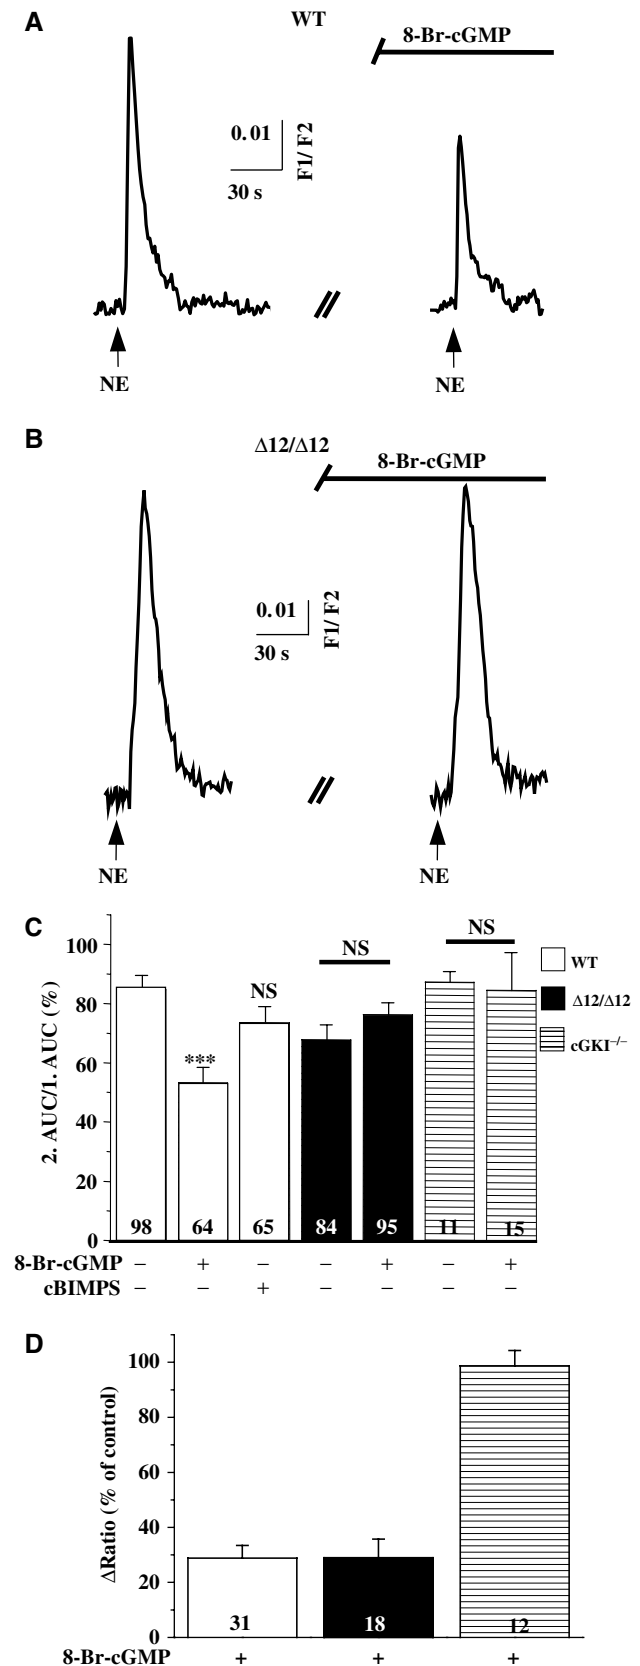 A
WT
8-Br-cGMP
0.01
F1/ F2
30 s
NE
NE
B
Δ12/Δ12
8-Br-cGMP
0.01
F1/ F2
30 s
NE
NE
C
2. AUC/1. AUC (%)
100
80
60
40
20
0
***
NS
NS
NS
98
64
65
84
95
11
15
WT
Δ12/Δ12
cGKI–/–
8-Br-cGMP – + – – + – +
cBIMPS – – + – – – –
D
ΔRatio (% of control)
100
80
60
40
20
0
31
18
12
8-Br-cGMP + + +